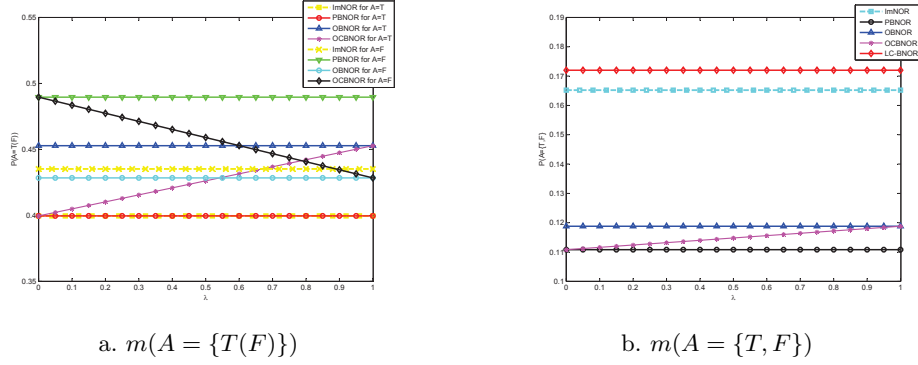 0.55
0.5
0.45
0.4
0.35
P(A=T(F))
0 0.1 0.2 0.3 0.4 0.5 0.6 0.7 0.8 0.9 1
λ
ImNOR for A=T
PBNOR for A=T
OBNOR for A=T
OCBNOR for A=T
ImNOR for A=F
PBNOR for A=F
OBNOR for A=F
OCBNOR for A=F
a. m(A = {T(F)})
0.19
0.18
0.17
0.16
0.15
0.14
0.13
0.12
0.11
0.1
P(A={T,F}
0 0.1 0.2 0.3 0.4 0.5 0.6 0.7 0.8 0.9 1
λ
ImNOR
PBNOR
OBNOR
OCBNOR
LC-BNOR
b. m(A = {T, F})